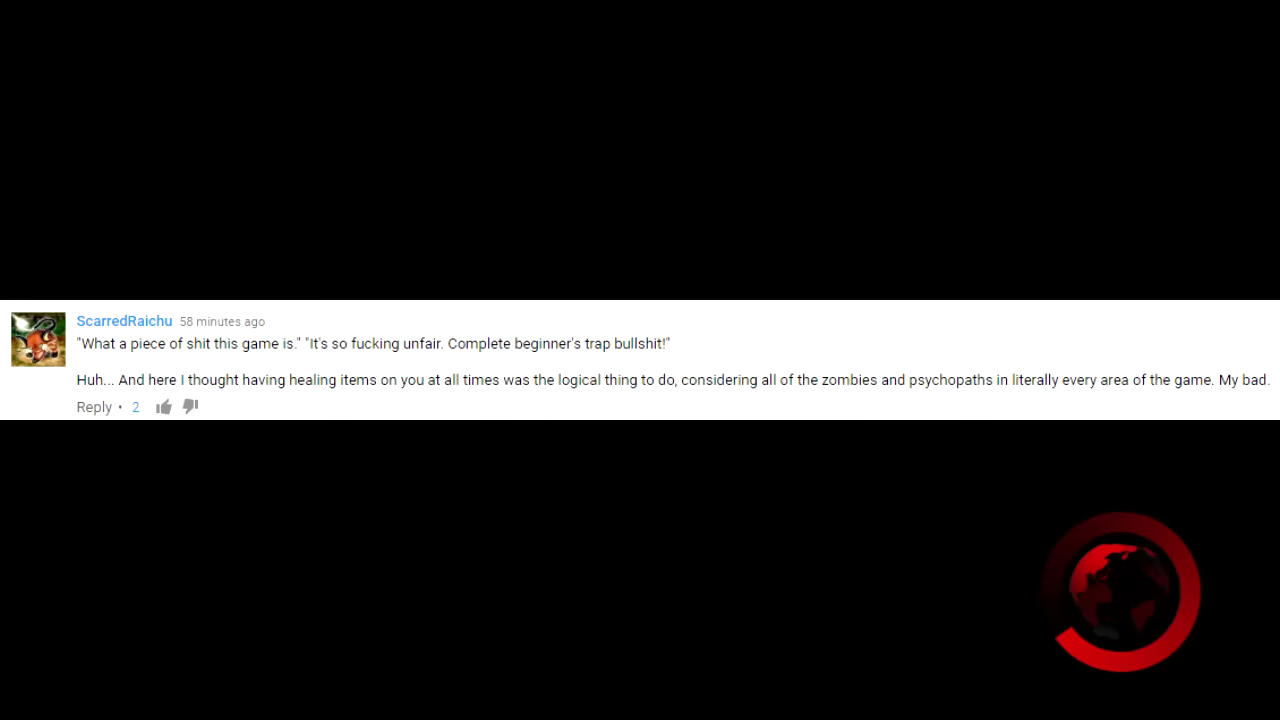 ScarredRaichu 58 minutes ago
"What a piece of shit this game is." "It's so fucking unfair. Complete beginner's trap bullshit!"
Huh... And here I thought having healing items on you at all times was the logical thing to do, considering all of the zombies and psychopaths in literally every area of the game. My bad.
Reply • 2